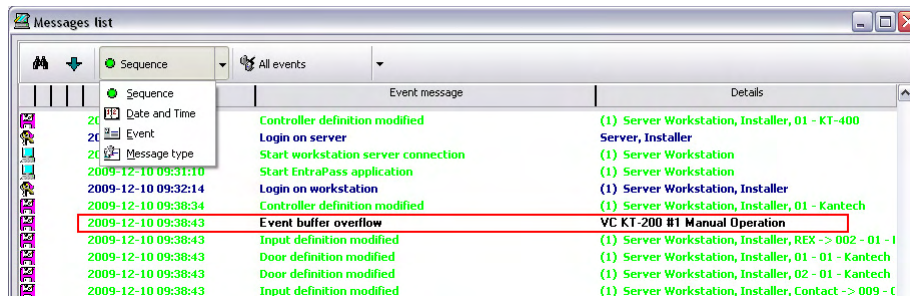 Messages list
Sequence All events
Event message Details
Sequence
Date and Time
Event
Message type
20 Controller definition modified (1) Server Workstation, Installer, 01 - KT-400
20 Login on server Server, Installer
20 Start workstation server connection (1) Server Workstation
2009-12-10 09:31:10 Start EntraPass application (1) Server Workstation
2009-12-10 09:32:14 Login on workstation (1) Server Workstation, Installer
2009-12-10 09:38:34 Controller definition modified (1) Server Workstation, Installer, 01 - Kantech
2009-12-10 09:38:43 Event buffer overflow VC KT-200 #1 Manual Operation
2009-12-10 09:38:43 Input definition modified (1) Server Workstation, Installer, REX -> 002 - 01 -
2009-12-10 09:38:43 Door definition modified (1) Server Workstation, Installer, 01 - 01 - Kantech
2009-12-10 09:38:43 Door definition modified (1) Server Workstation, Installer, 02 - 01 - Kantech
2009-12-10 09:38:43 Input definition modified (1) Server Workstation, Installer, Contact -> 009 -